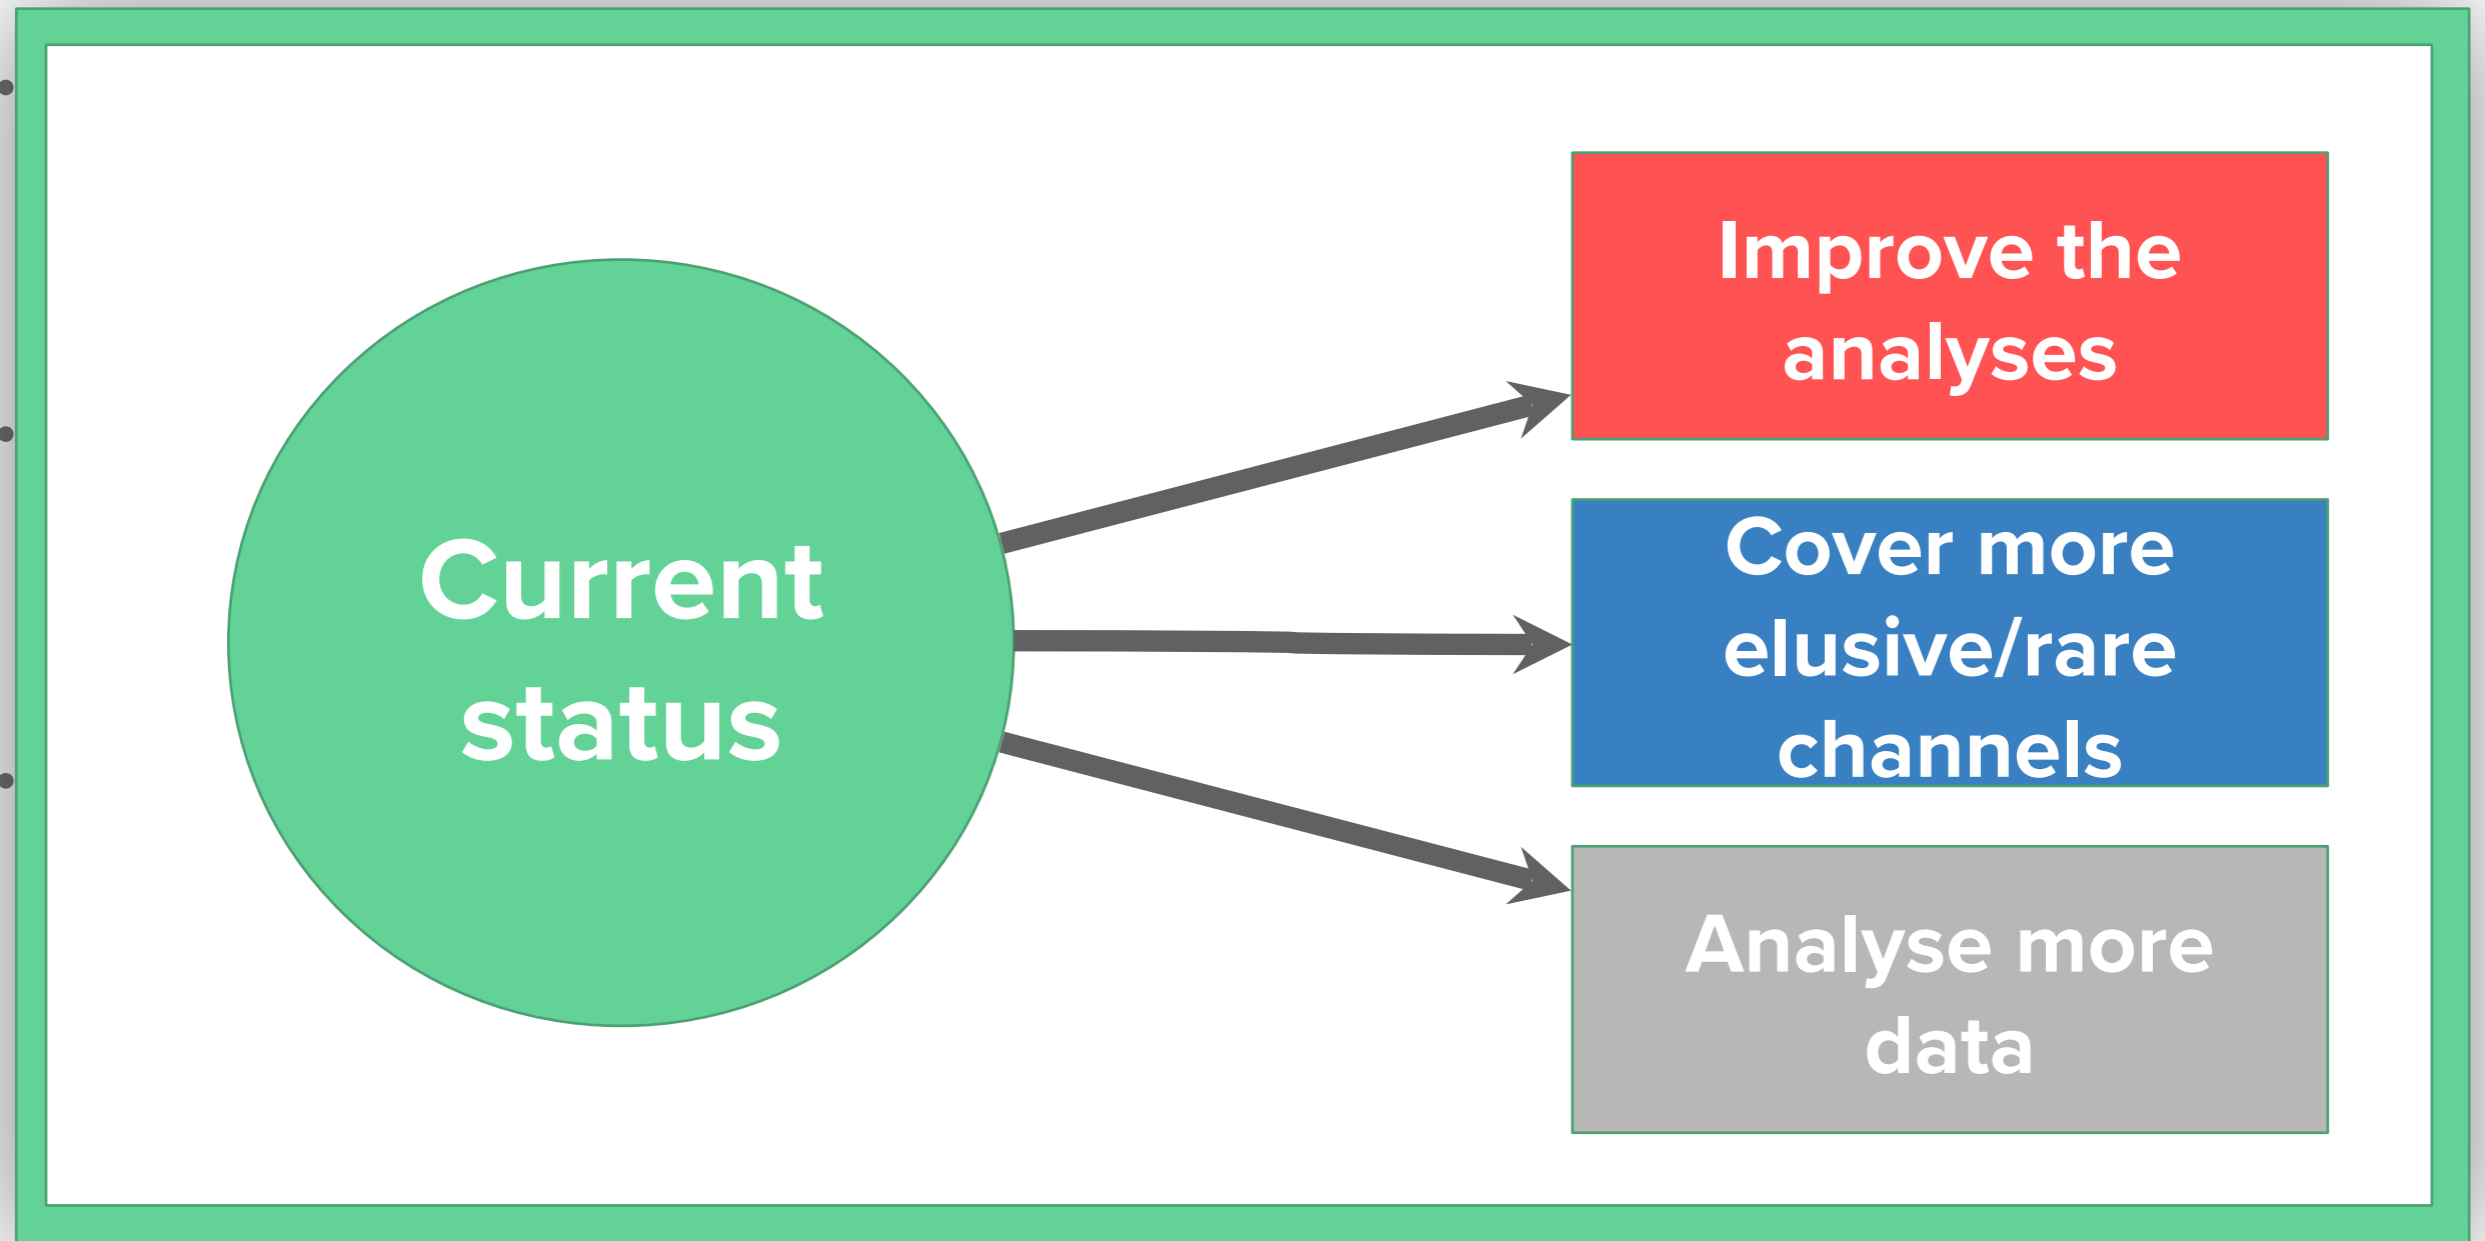 Current
status
Improve the
analyses
Cover more
elusive/rare
channels
Analyse more
data